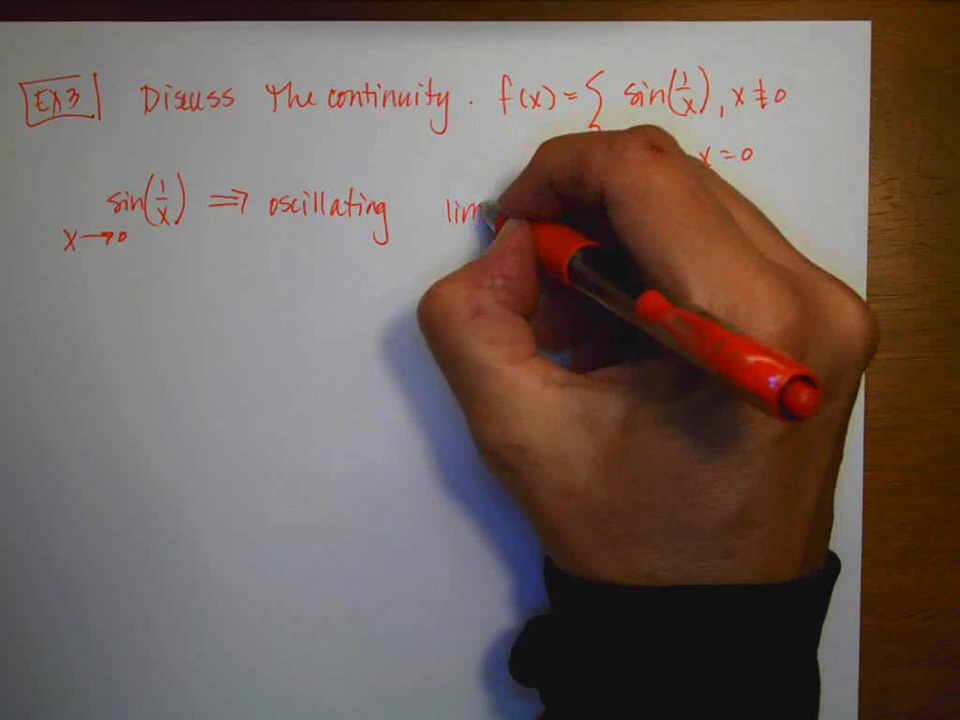 EX3 Discuss The continuity. f(x) = { sin(1/x), x ≠ 0
x = 0
sin(1/x) ⟹ oscillating lim
x → 0